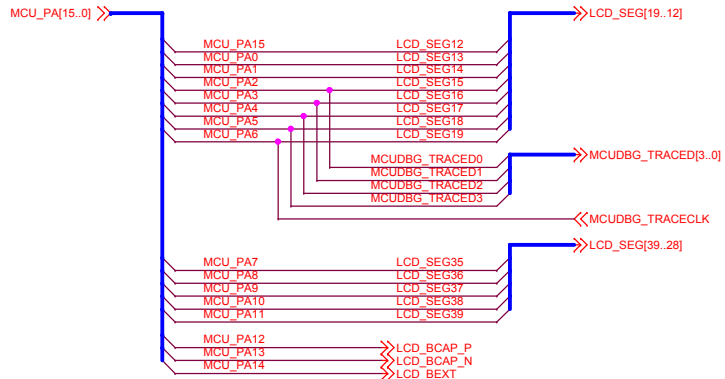 MCU_PA[15..0] LCD_SEG[19..12]
MCU_PA15 LCD_SEG12
MCU_PA0 LCD_SEG13
MCU_PA1 LCD_SEG14
MCU_PA2 LCD_SEG15
MCU_PA3 LCD_SEG16
MCU_PA4 LCD_SEG17
MCU_PA5 LCD_SEG18
MCU_PA6 LCD_SEG19
MCUDBG_TRACED0 MCUDBG_TRACED[3..0]
MCUDBG_TRACED1
MCUDBG_TRACED2
MCUDBG_TRACED3
MCUDBG_TRACECLK
LCD_SEG[39..28]
MCU_PA7 LCD_SEG35
MCU_PA8 LCD_SEG36
MCU_PA9 LCD_SEG37
MCU_PA10 LCD_SEG38
MCU_PA11 LCD_SEG39
MCU_PA12 LCD_BCAP_P
MCU_PA13 LCD_BCAP_N
MCU_PA14 LCD_BEXT